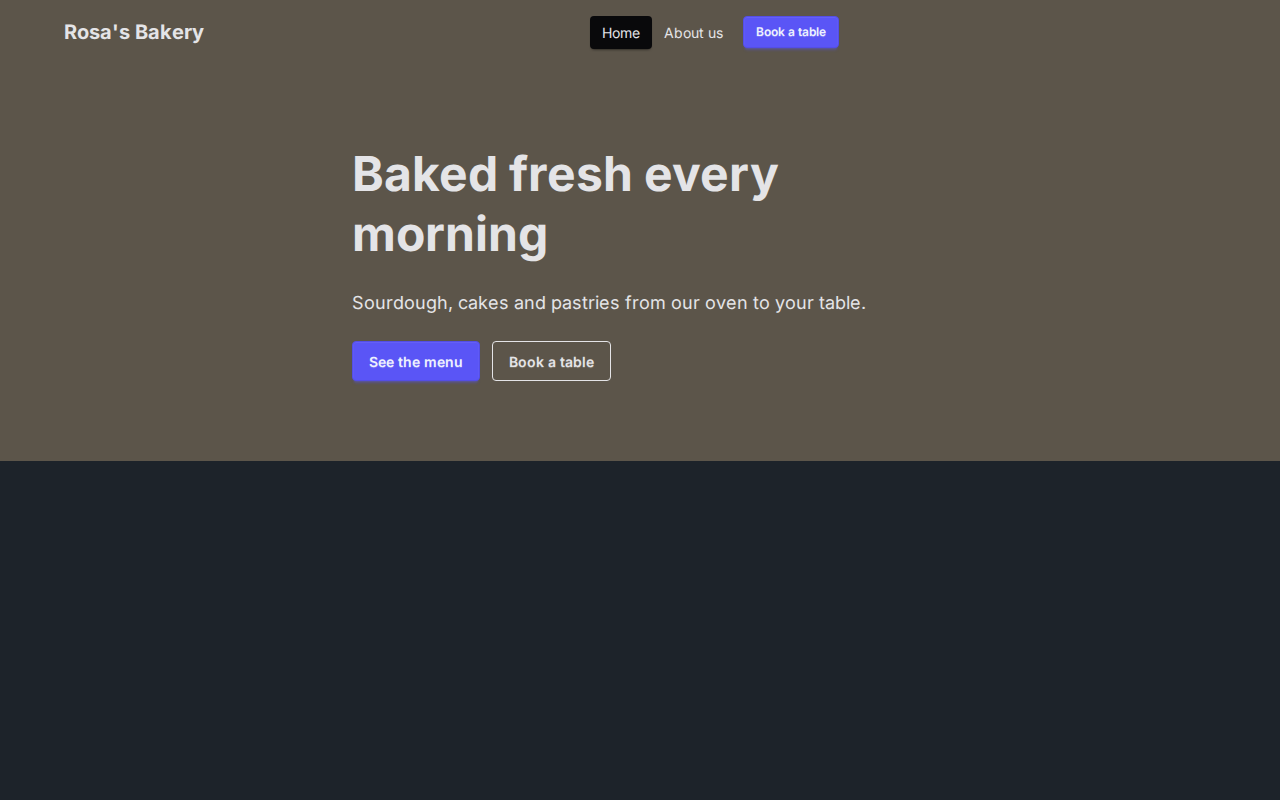 Rosa's Bakery
Home
About us
Book a table
Baked fresh every
morning
Sourdough, cakes and pastries from our oven to your table.
See the menu
Book a table